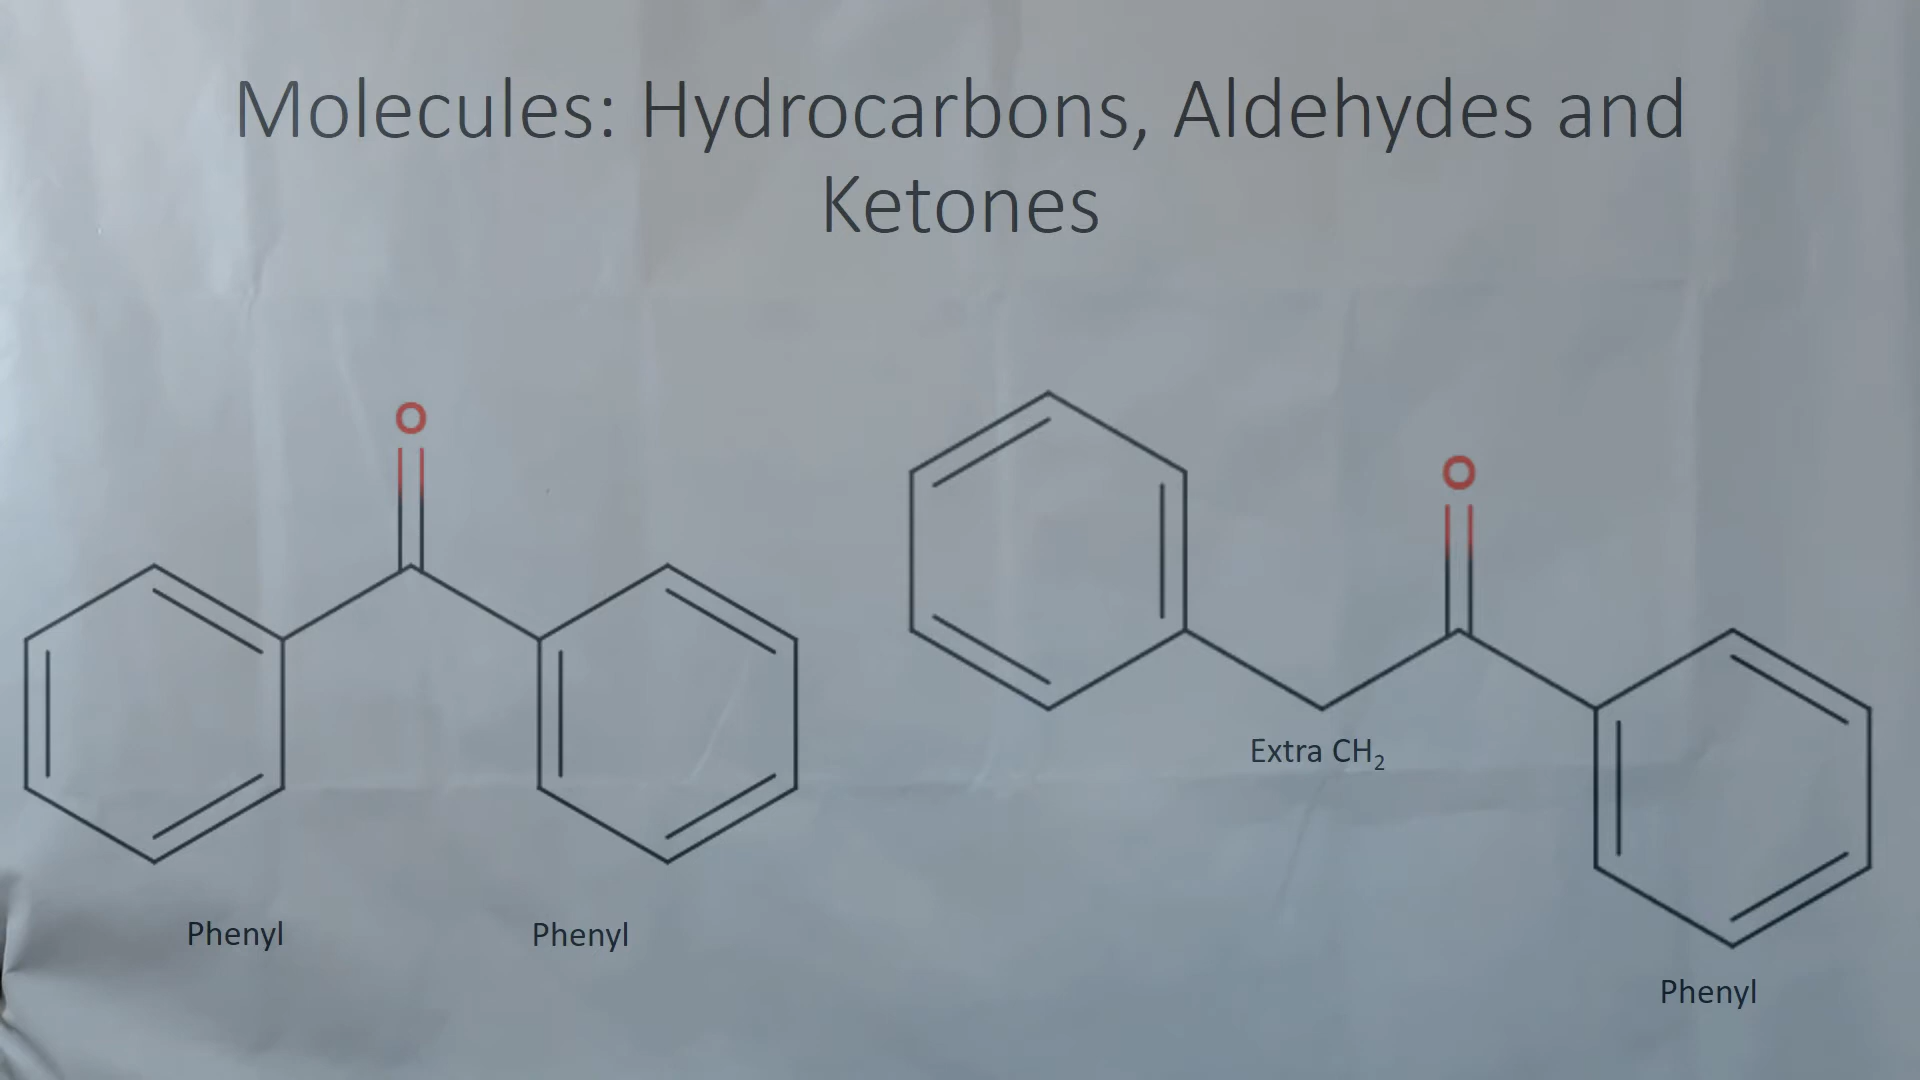 Molecules: Hydrocarbons, Aldehydes and
Ketones
O
O
Extra CH₂
Phenyl
Phenyl
Phenyl